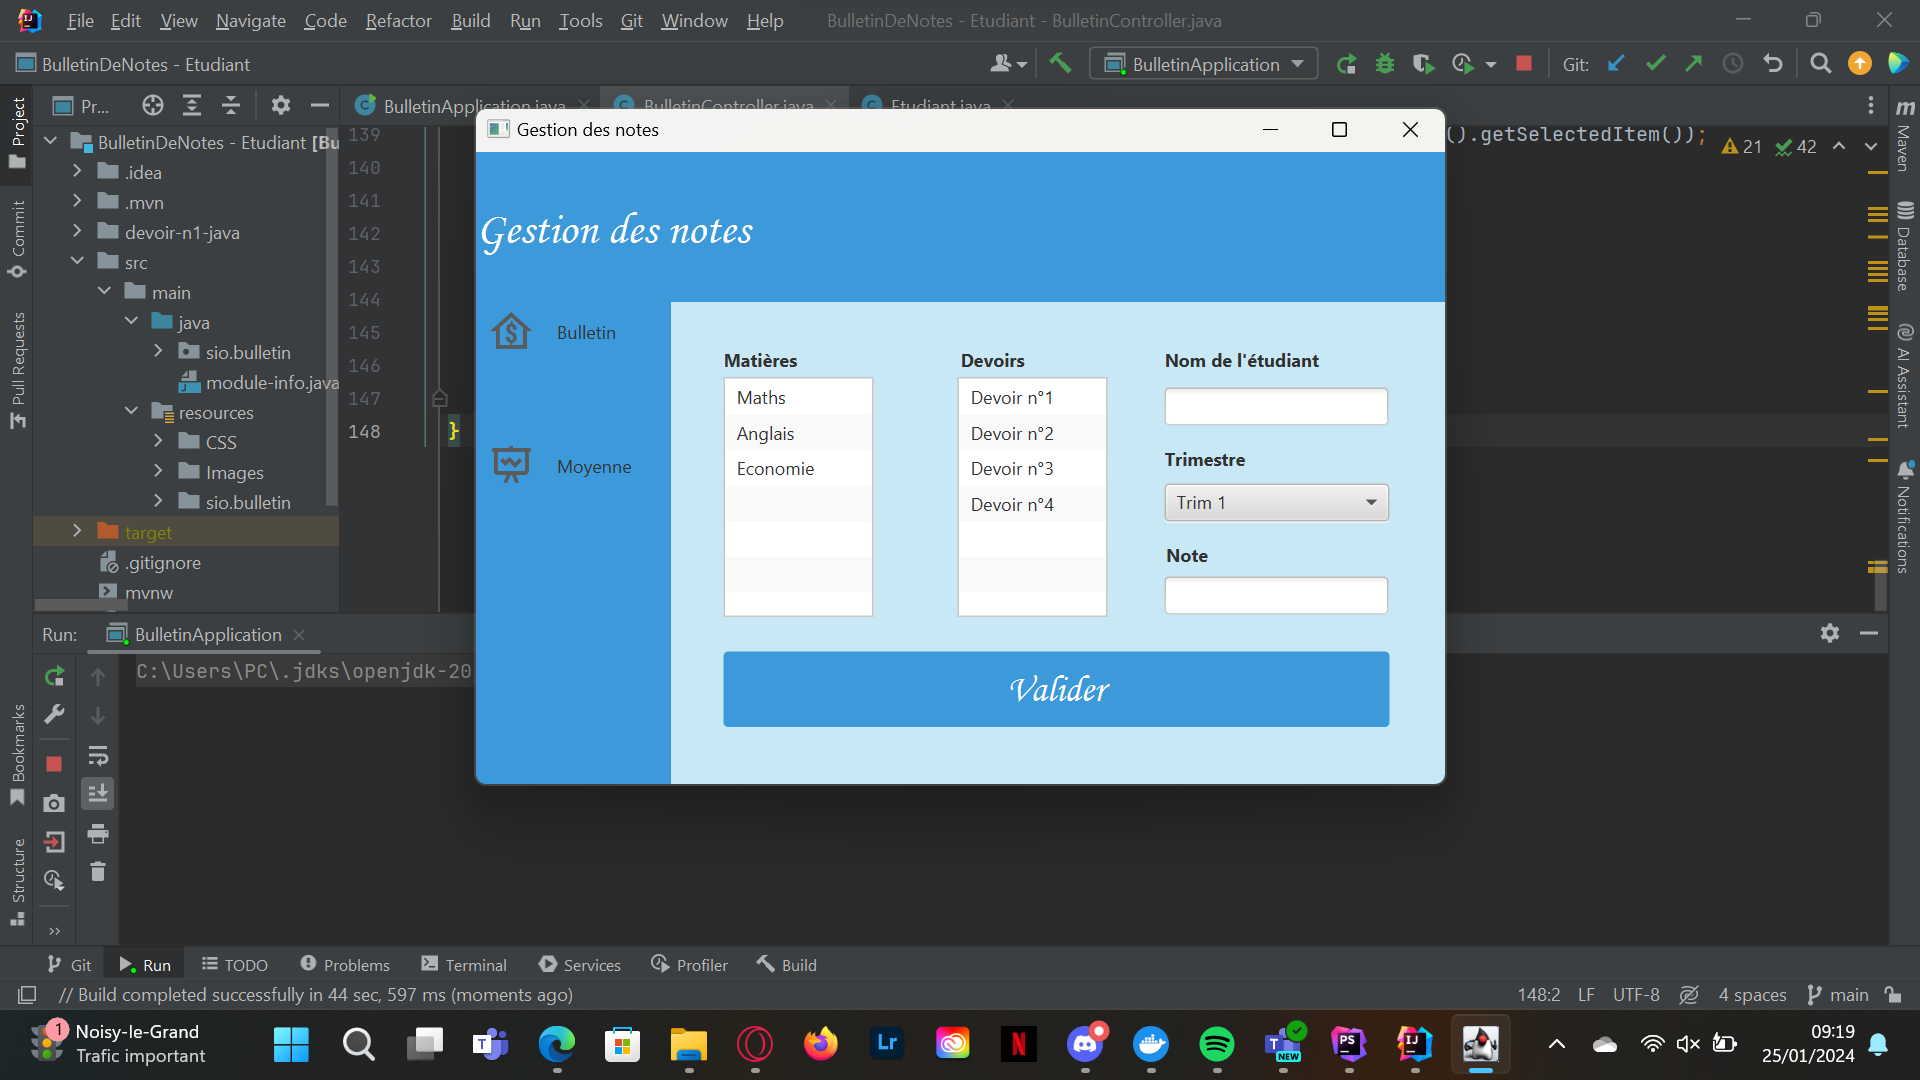 File Edit View Navigate Code Refactor Build Run Tools Git Window Help BulletinDeNotes - Etudiant - BulletinController.java
BulletinDeNotes - Etudiant
BulletinApplication
Git:
Pr...
BulletinApplication.java
BulletinController.java
Etudiant.java
Project
Commit
Pull Requests
Bookmarks
Structure
BulletinDeNotes - Etudiant [Bu
.idea
.mvn
devoir-n1-java
src
main
java
sio.bulletin
module-info.java
resources
CSS
Images
sio.bulletin
target
.gitignore
mvnw
139
140
141
142
143
144
145
146
147
148 }
().getSelectedItem());
21 42
Maven
Database
AI Assistant
Notifications
Gestion des notes
Gestion des notes
Bulletin
Moyenne
Matières
Maths
Anglais
Economie
Devoirs
Devoir n°1
Devoir n°2
Devoir n°3
Devoir n°4
Nom de l'étudiant
Trimestre
Trim 1
Note
Valider
Run: BulletinApplication
C:\Users\PC\.jdks\openjdk-20
Git Run TODO Problems Terminal Services Profiler Build
// Build completed successfully in 44 sec, 597 ms (moments ago)
148:2 LF UTF-8 4 spaces main
1
Noisy-le-Grand
Trafic important
Lr
N
NEW
PS
IJ
09:19
25/01/2024